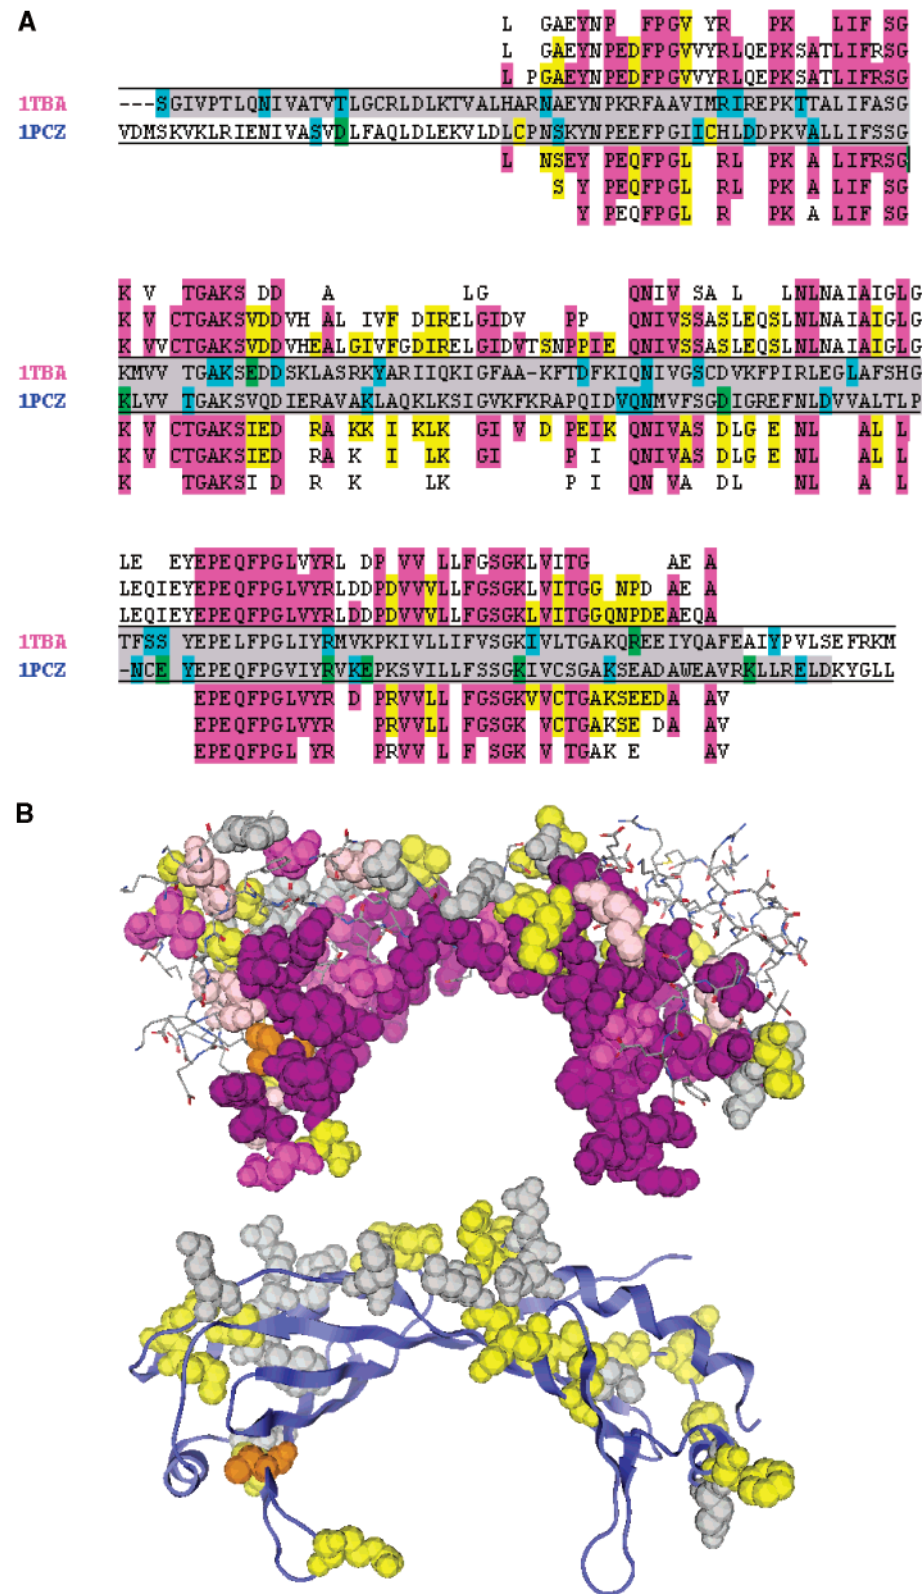 A
L GAEYNP FPGV YR PK LIF SG
L GAEYNPEDFPGVVYRLQEPKSATLIFRSG
L PGAEYNPEDFPGVVYRLQEPKSATLIFRSG
1TBA ---SGIVPTLQNIVATVTLGCRLDLKTVALHARNAEYNPKRFAAVIMRIREPKTTALIFASG
1PCZ VDMSKVKLRIENIVASVDLFAQLDLEKVLDLCPNSKYNPEEFPGIICHLDDPKVALLIFSSG
L NSEY PEQFPGL RL PK A LIFRSG
S Y PEQFPGL RL PK A LIF SG
Y PEQFPGL R PK A LIF SG
K V TGAKS DD A LG QNIV SA L LNLNAIAIGLG
K V CTGAKSVDDVH AL IVF DIRELGIDV PP QNIVSSASLEQSLNLNAIAIGLG
K VVCTGAKSVDDVHEALGIVFGDIRELGIDVTSNPPIE QNIVSSASLEQSLNLNAIAIGLG
1TBA KMVV TGAKSEDDSKLASRKYARIIQKIGFAA-KFTDFKIQNIVGSCDVKFPIRLEGLAFSHG
1PCZ KLVV TGAKSVQDIERAVAKLAQKLKSIGVKFKRAPQIDVQNMVFSGDIGREFNLDVVALTLP
K V CTGAKSIED RA KK I KLK GI V D PEIK QNIVAS DLG E NL AL L
K V CTGAKSIED RA K I LK GI P I QNIVAS DLG E NL AL L
K TGAKSI D R K LK P I QN VA DL NL A L
LE EYEPEQFPGLVYRL DP VV LLFGSGKLVITG AE A
LEQIEYEPEQFPGLVYRLDDPDVVVLLFGSGKLVITGG NPD AE A
LEQIEYEPEQFPGLVYRLDDPDVVVLLFGSGKLVITGGQNPDEAEQA
1TBA TFSS YEPELFPGLIYRMVKPKIVLLIFVSGKIVLTGAKQREEIYQAFEAIYPVLSEFRKM
1PCZ -NCE YEPEQFPGVIYRVKEPKSVILLFSSGKIVCSGAKSEADAWEAVRKLLRELDKYGLL
EPEQFPGLVYR D PRVVLL FGSGKVVCTGAKSEEDA AV
EPEQFPGLVYR PRVVLL FGSGK VCTGAKSE DA AV
EPEQFPGL YR PRVV L F SGK V TGAK E AV
B